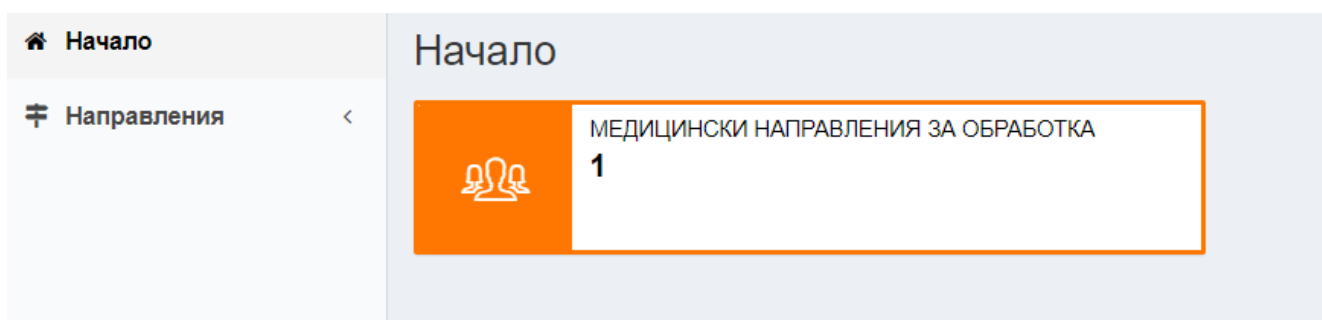 Начало
Направления
Начало
МЕДИЦИНСКИ НАПРАВЛЕНИЯ ЗА ОБРАБОТКА
1